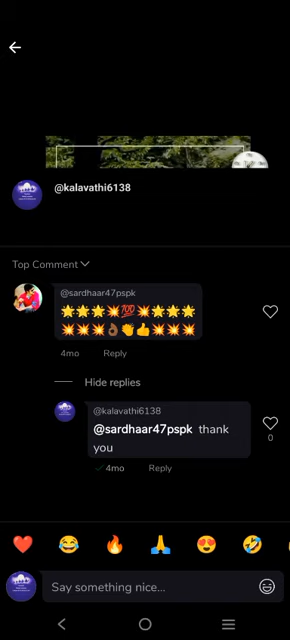 @kalavathi6138
Top Comment
@sardhaar47pspk
🌟🌟🌟💥💯💥🌟🌟🌟
💥💥💥👌🏾👏👍💥💥💥
4mo Reply
Hide replies
@kalavathi6138
@sardhaar47pspk thank
you
0
4mo Reply
❤️😂🔥🙏😍🤣
Say something nice...